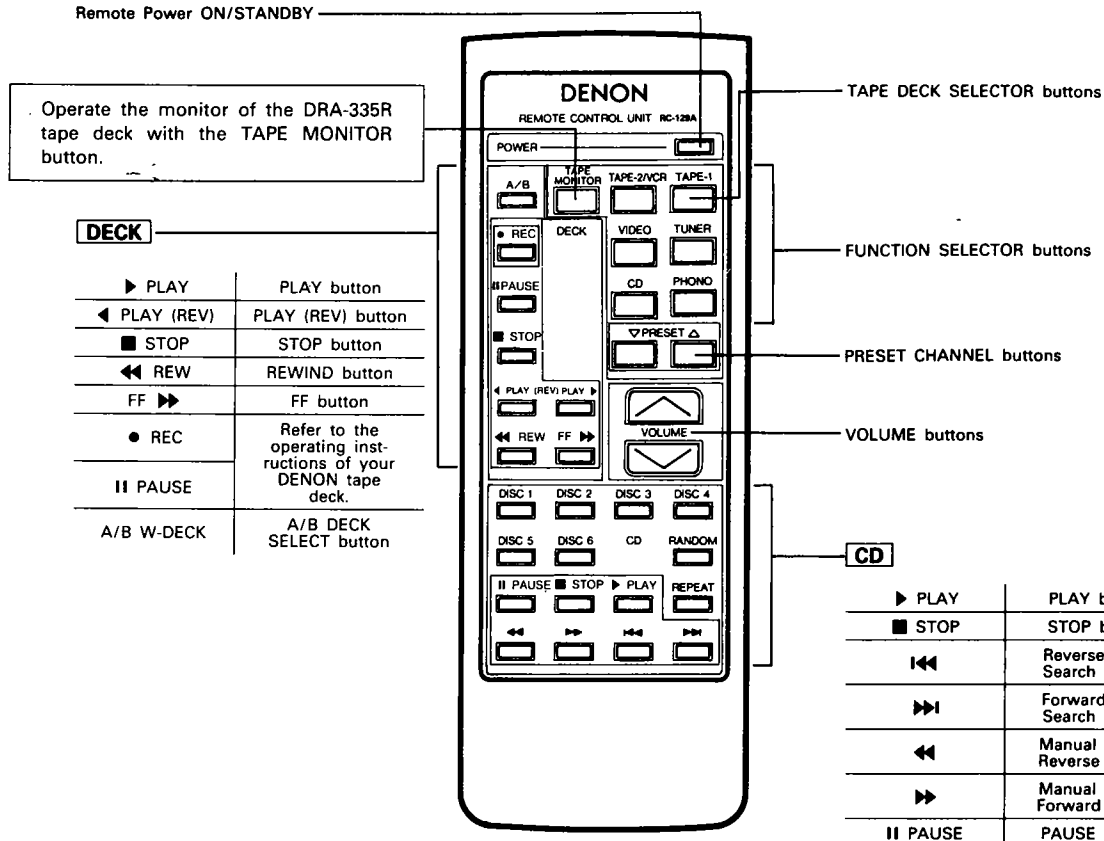 Remote Power ON/STANDBY
Operate the monitor of the DRA-335R
tape deck with the TAPE MONITOR
button.
DECK
▶ PLAY PLAY button
◀ PLAY (REV) PLAY (REV) button
■ STOP STOP button
◀◀ REW REWIND button
FF ▶▶ FF button
● REC
II PAUSE
Refer to the
operating inst-
ructions of your
DENON tape
deck.
A/B W-DECK A/B DECK
SELECT button
DENON
REMOTE CONTROL UNIT RC-129A
POWER
A/B
TAPE
MONITOR
TAPE-2/VCR
TAPE-1
● REC
DECK
VIDEO
TUNER
II PAUSE
CD
PHONO
■ STOP
▽ PRESET △
◀ PLAY (REV) PLAY ▶
VOLUME
◀◀ REW FF ▶▶
DISC 1 DISC 2 DISC 3 DISC 4
DISC 5 DISC 6 CD RANDOM
II PAUSE ■ STOP ▶ PLAY REPEAT
◀◀ ▶▶ I◀◀ ▶▶I
TAPE DECK SELECTOR buttons
FUNCTION SELECTOR buttons
PRESET CHANNEL buttons
VOLUME buttons
CD
▶ PLAY PLAY b
■ STOP STOP b
I◀◀ Reverse
Search
▶▶I Forward
Search
◀◀ Manual
Reverse
▶▶ Manual
Forward
II PAUSE PAUSE